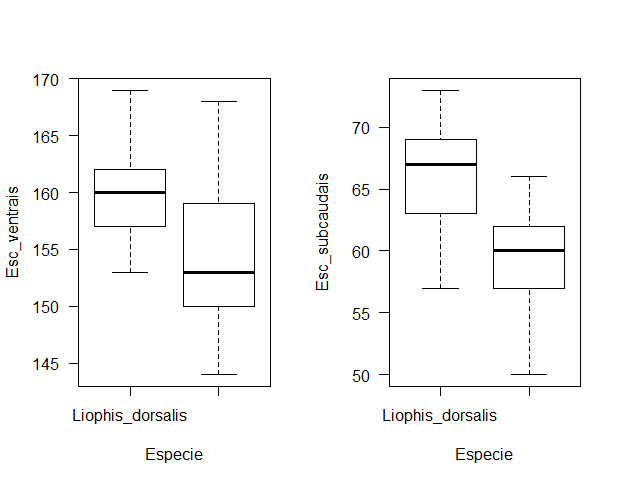 Esc_ventrais
170
165
160
155
150
145
Liophis_dorsalis
Especie
Esc_subcaudais
70
65
60
55
50
Liophis_dorsalis
Especie